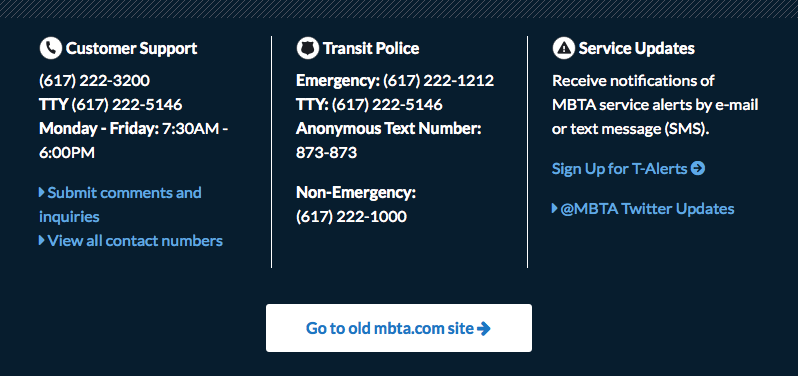 Customer Support
(617) 222-3200
TTY (617) 222-5146
Monday - Friday: 7:30AM -
6:00PM
Submit comments and
inquiries
View all contact numbers
Transit Police
Emergency: (617) 222-1212
TTY: (617) 222-5146
Anonymous Text Number:
873-873
Non-Emergency:
(617) 222-1000
Service Updates
Receive notifications of
MBTA service alerts by e-mail
or text message (SMS).
Sign Up for T-Alerts
@MBTA Twitter Updates
Go to old mbta.com site